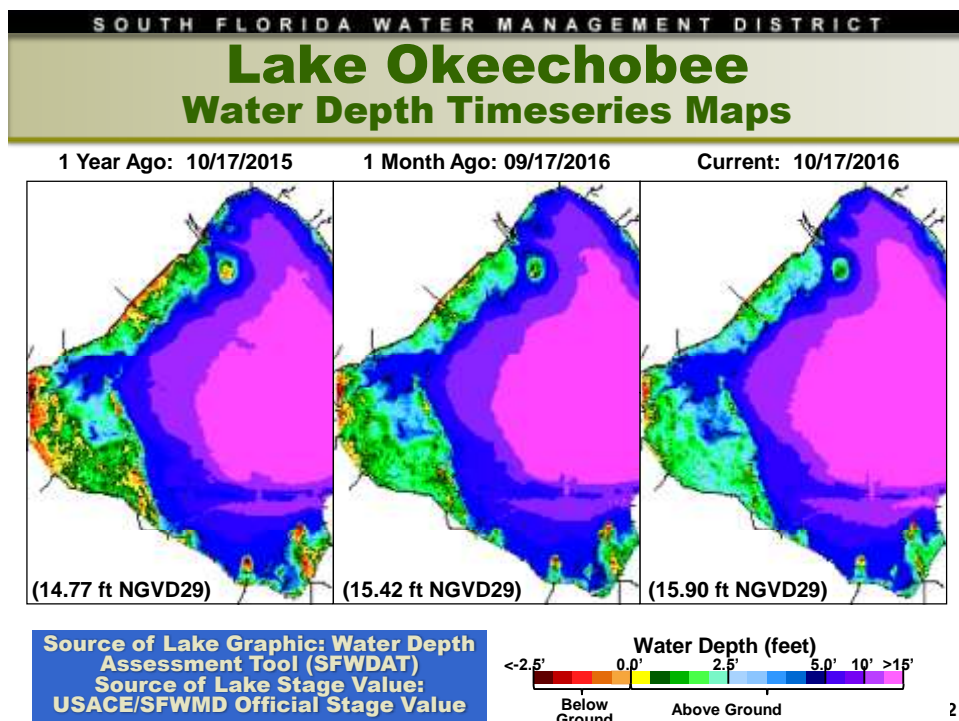 SOUTH FLORIDA WATER MANAGEMENT DISTRICT
Lake Okeechobee
Water Depth Timeseries Maps
1 Year Ago: 10/17/2015
1 Month Ago: 09/17/2016
Current: 10/17/2016
(14.77 ft NGVD29)
(15.42 ft NGVD29)
(15.90 ft NGVD29)
Source of Lake Graphic: Water Depth
Assessment Tool (SFWDAT)
Source of Lake Stage Value:
USACE/SFWMD Official Stage Value
Water Depth (feet)
<-2.5' 0.0' 2.5' 5.0' 10' >15'
Below
Ground
Above Ground
2